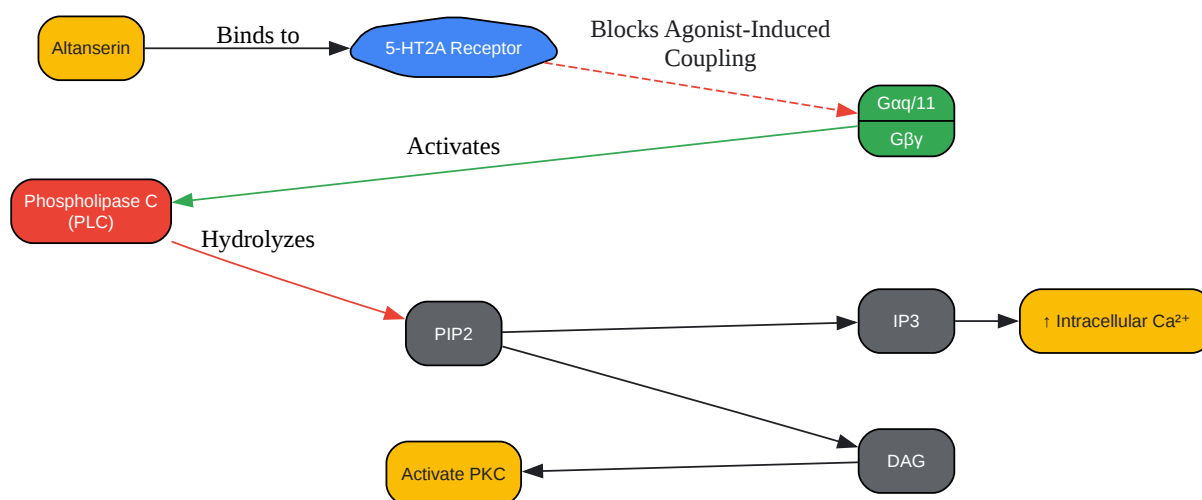 Altanserin
Binds to
5-HT2A Receptor
Blocks Agonist-Induced
Coupling
Gαq/11
Gβγ
Activates
Phospholipase C
(PLC)
Hydrolyzes
PIP2
IP3
↑ Intracellular Ca²⁺
DAG
Activate PKC